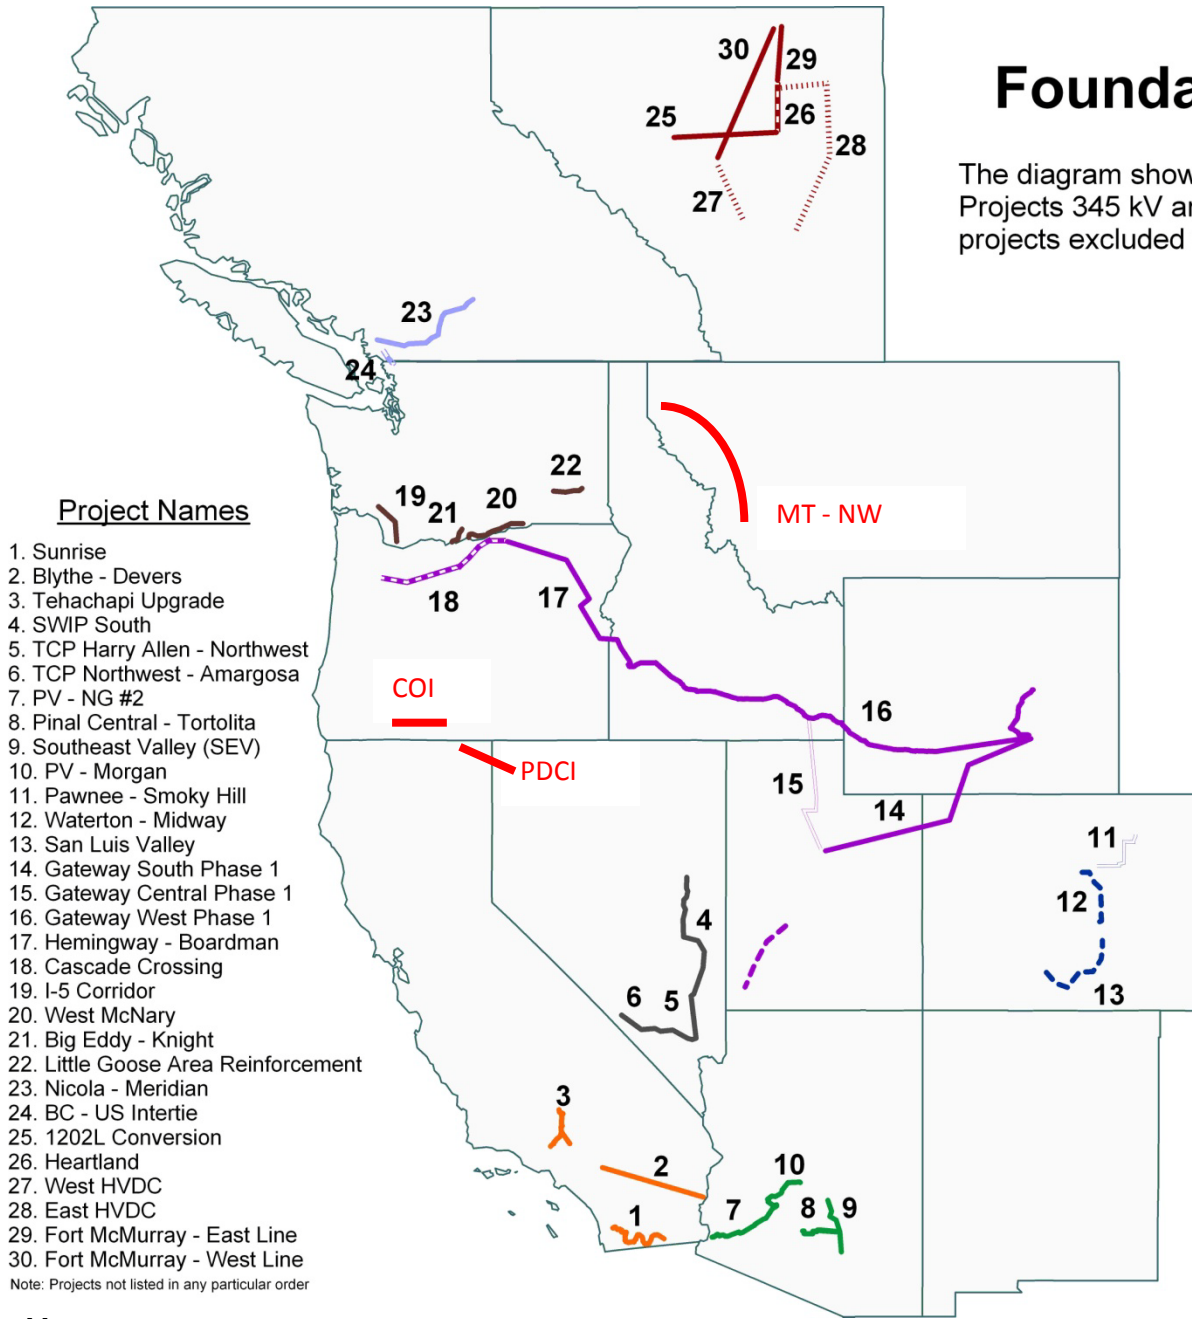 Founda
The diagram show
Projects 345 kV a
projects excluded
30
29
25
26
28
27
23
24
22
19
21
20
MT - NW
18
17
COI
16
PDCI
15
14
11
12
4
13
6
5
3
2
10
1
7
8
9
Project Names
1. Sunrise
2. Blythe - Devers
3. Tehachapi Upgrade
4. SWIP South
5. TCP Harry Allen - Northwest
6. TCP Northwest - Amargosa
7. PV - NG #2
8. Pinal Central - Tortolita
9. Southeast Valley (SEV)
10. PV - Morgan
11. Pawnee - Smoky Hill
12. Waterton - Midway
13. San Luis Valley
14. Gateway South Phase 1
15. Gateway Central Phase 1
16. Gateway West Phase 1
17. Hemingway - Boardman
18. Cascade Crossing
19. I-5 Corridor
20. West McNary
21. Big Eddy - Knight
22. Little Goose Area Reinforcement
23. Nicola - Meridian
24. BC - US Intertie
25. 1202L Conversion
26. Heartland
27. West HVDC
28. East HVDC
29. Fort McMurray - East Line
30. Fort McMurray - West Line
Note: Projects not listed in any particular order